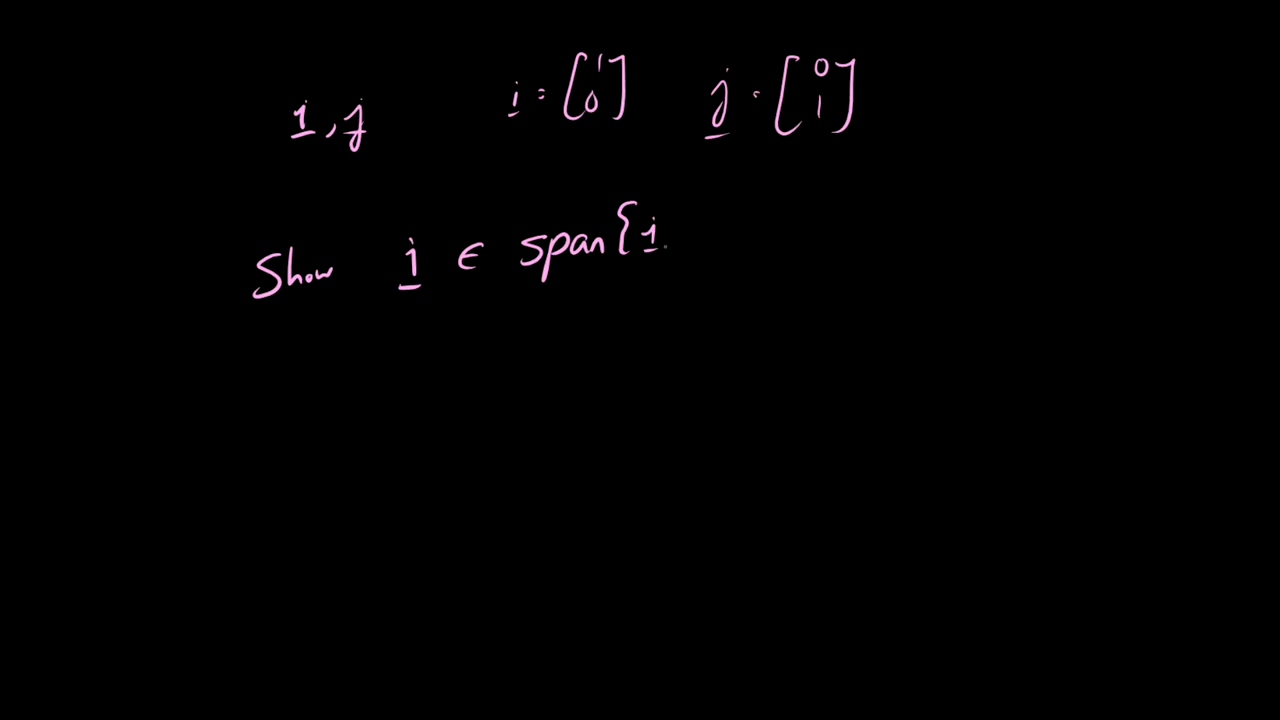 i, j i = [1 0] j = [0 1]
Show i ∈ span{i